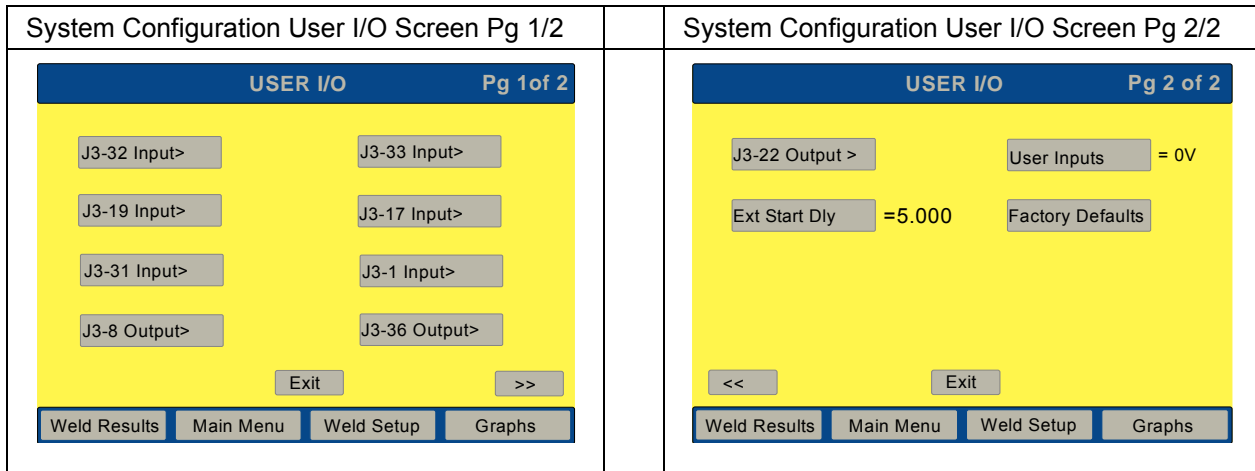 System Configuration User I/O Screen Pg 1/2
USER I/O Pg 1of 2
J3-32 Input> J3-33 Input>
J3-19 Input> J3-17 Input>
J3-31 Input> J3-1 Input>
J3-8 Output> J3-36 Output>
Exit >>
Weld Results Main Menu Weld Setup Graphs
System Configuration User I/O Screen Pg 2/2
USER I/O Pg 2 of 2
J3-22 Output > User Inputs = 0V
Ext Start Dly =5.000 Factory Defaults
<< Exit
Weld Results Main Menu Weld Setup Graphs